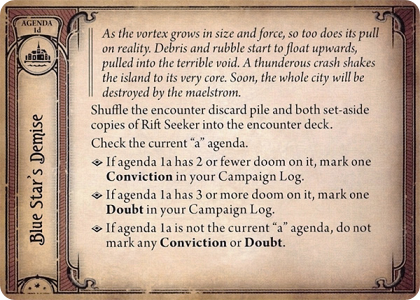 AGENDA
1d
Blue Star's Demise
As the vortex grows in size and force, so too does its pull
on reality. Debris and rubble start to float upwards,
pulled into the terrible void. A thunderous crash shakes
the island to its very core. Soon, the whole city will be
destroyed by the maelstrom.
Shuffle the encounter discard pile and both set-aside
copies of Rift Seeker into the encounter deck.
Check the current “a” agenda.
If agenda 1a has 2 or fewer doom on it, mark one
Conviction in your Campaign Log.
If agenda 1a has 3 or more doom on it, mark one
Doubt in your Campaign Log.
If agenda 1a is not the current “a” agenda, do not
mark any Conviction or Doubt.